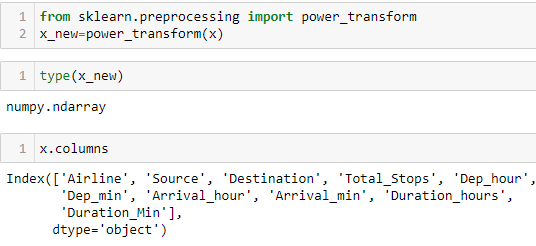 1 from sklearn.preprocessing import power_transform
2 x_new=power_transform(x)
1 type(x_new)
numpy.ndarray
1 x.columns
Index(['Airline', 'Source', 'Destination', 'Total_Stops', 'Dep_hour',
'Dep_min', 'Arrival_hour', 'Arrival_min', 'Duration_hours',
'Duration_Min'],
dtype='object')